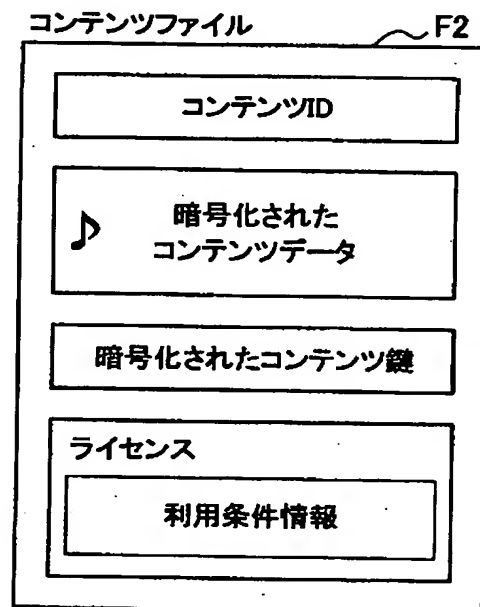 コンテンツファイル F2
コンテンツID
♪ 暗号化された
コンテンツデータ
暗号化されたコンテンツ鍵
ライセンス
利用条件情報